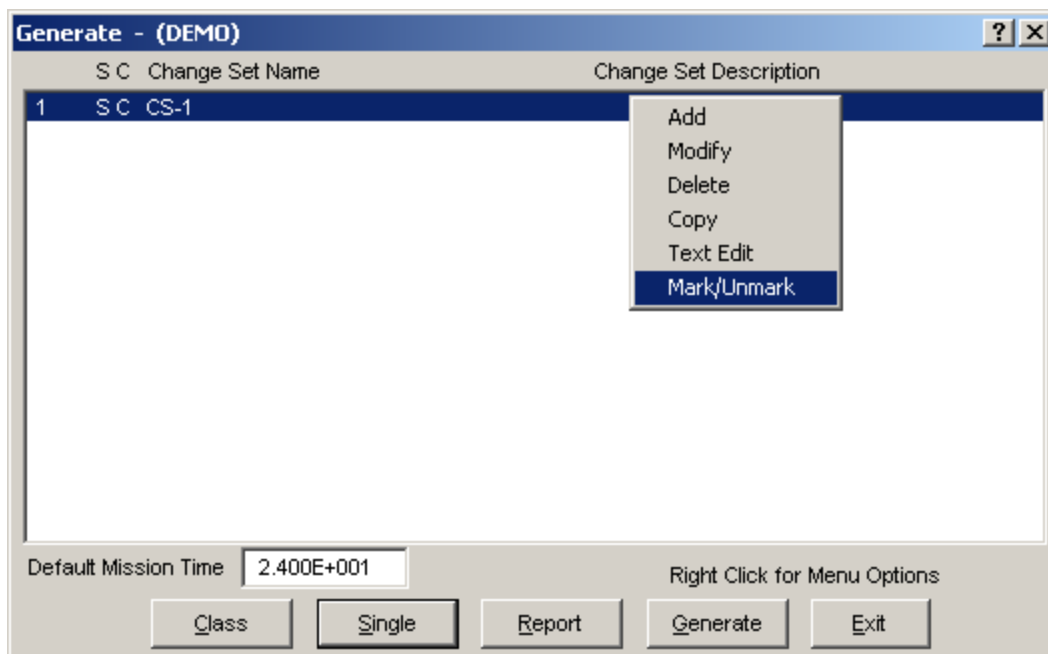 Generate - (DEMO)
S C Change Set Name Change Set Description
1 S C CS-1
Add
Modify
Delete
Copy
Text Edit
Mark/Unmark
Default Mission Time 2.400E+001 Right Click for Menu Options
Class Single Report Generate Exit